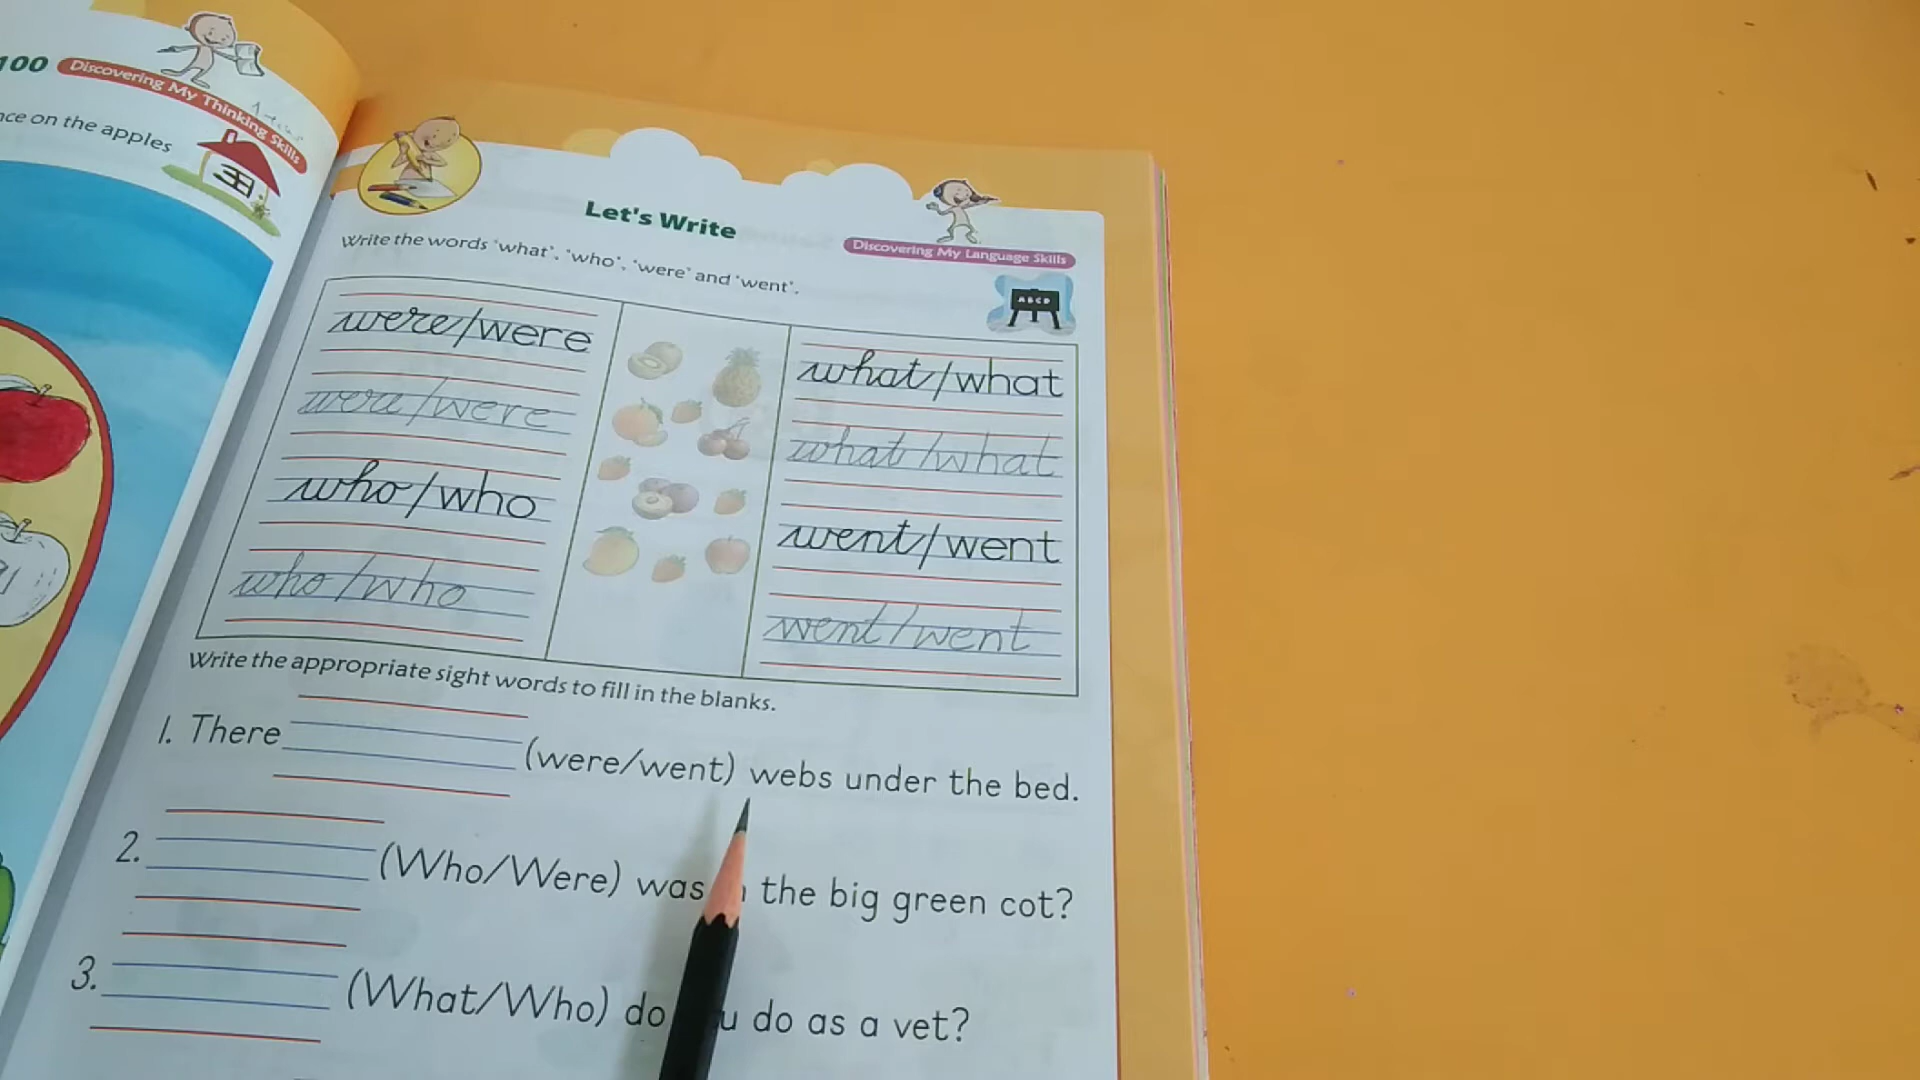 100
Discovering My Thinking Skills
on the apples
Let's Write
Discovering My Language Skills
Write the words 'what', 'who', 'were' and 'went'.
ABCD
were/were
what/what
were/were
what/what
who/who
went/went
who/who
went/went
Write the appropriate sight words to fill in the blanks.
1. There (were/went) webs under the bed.
2. (Who/Were) was the big green cot?
3. (What/Who) do do as a vet?